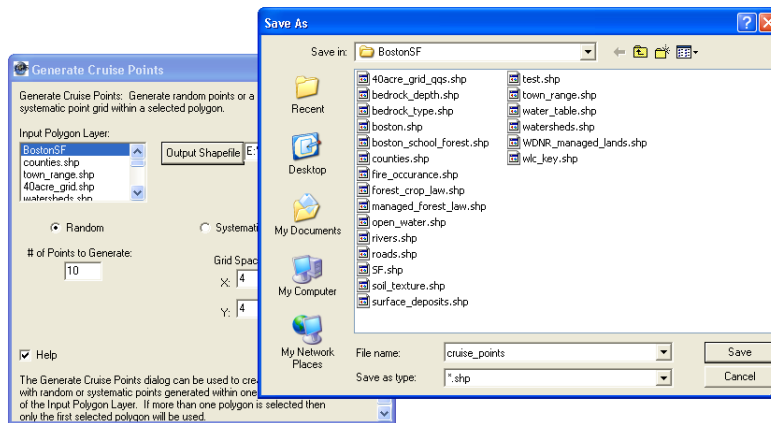 Save As
Save in:
BostonSF
Recent
Desktop
My Documents
My Computer
My Network
Places
40acre_grid_qqs.shp
bedrock_depth.shp
bedrock_type.shp
boston.shp
boston_school_forest.shp
counties.shp
fire_occurance.shp
forest_crop_law.shp
managed_forest_law.shp
open_water.shp
rivers.shp
roads.shp
SF.shp
soil_texture.shp
surface_deposits.shp
test.shp
town_range.shp
water_table.shp
watersheds.shp
WDNR_managed_lands.shp
wlc_key.shp
File name:
cruise_points
Save
Save as type:
*.shp
Cancel
Generate Cruise Points
Generate Cruise Points: Generate random points or a
systematic point grid within a selected polygon.
Input Polygon Layer:
BostonSF
counties.shp
town_range.shp
40acre_grid.shp
watersheds.shp
Output Shapefile
E:
Random
Systemati
# of Points to Generate:
10
Grid Spac
X: 4
Y: 4
Help
The Generate Cruise Points dialog can be used to cre
with random or systematic points generated within one
of the Input Polygon Layer. If more than one polygon is selected then
only the first selected polygon will be used.